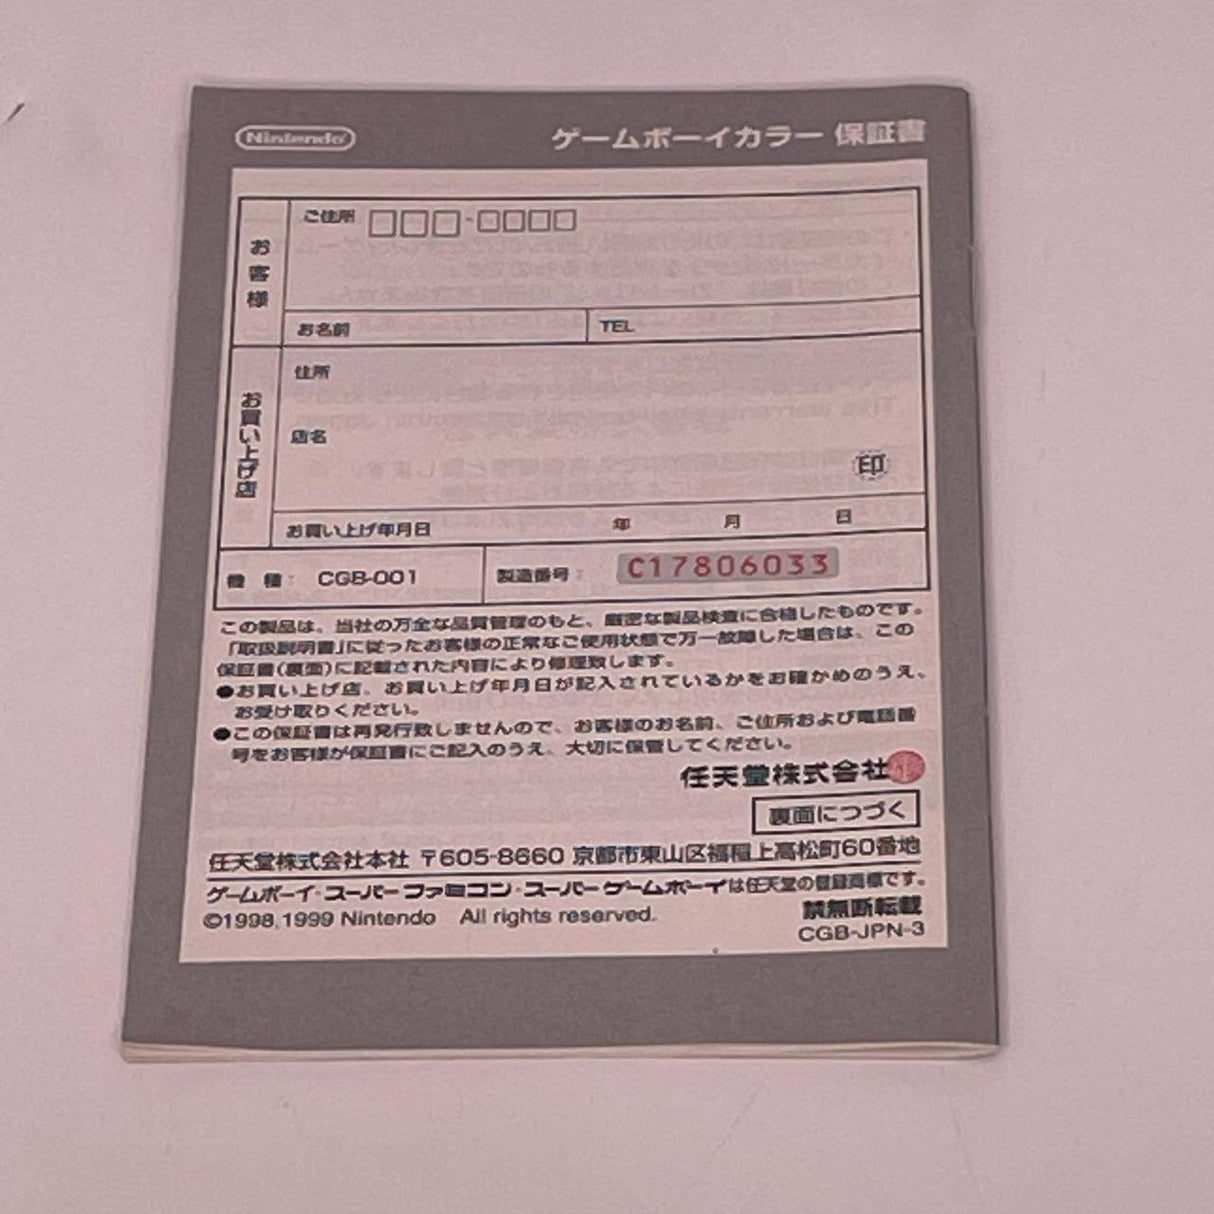 Nintendo
ゲームボーイカラー 保証書
お客様
ご住所 □□□-□□□□
お名前
TEL
お買い上げ店
住所
店名
印
お買い上げ年月日 年 月 日
機 種： CGB-001
製造番号： C17806033
この製品は、当社の万全な品質管理のもと、厳密な製品検査に合格したものです。
「取扱説明書」に従ったお客様の正常なご使用状態で万一故障した場合は、この
保証書(裏面)に記載された内容により修理致します。
●お買い上げ店、お買い上げ年月日が記入されているかをお確かめのうえ、
お受け取りください。
●この保証書は再発行致しませんので、お客様のお名前、ご住所および電話番
号をお客様が保証書にご記入のうえ、大切に保管してください。
任天堂株式会社
裏面につづく
任天堂株式会社本社 〒605-8660 京都市東山区福稲上高松町60番地
ゲームボーイ・スーパーファミコン・スーパーゲームボーイは任天堂の登録商標です。
©1998,1999 Nintendo All rights reserved.
禁無断転載
CGB-JPN-3